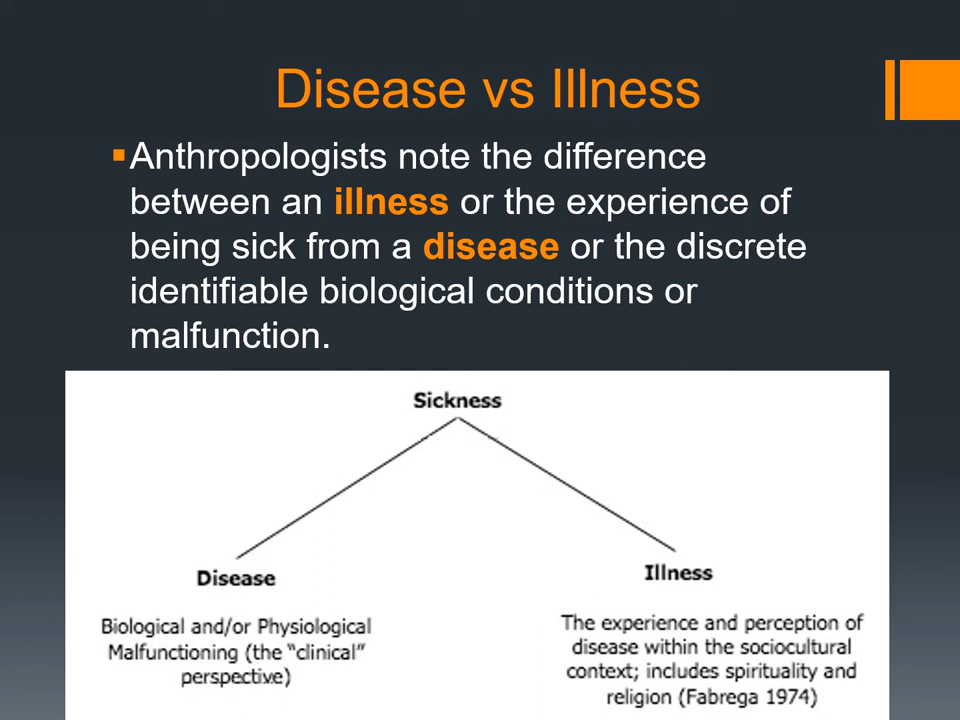 Disease vs Illness
Anthropologists note the difference
between an illness or the experience of
being sick from a disease or the discrete
identifiable biological conditions or
malfunction.
Sickness
Disease
Biological and/or Physiological
Malfunctioning (the “clinical”
perspective)
Illness
The experience and perception of
disease within the sociocultural
context; includes spirituality and
religion (Fabrega 1974)